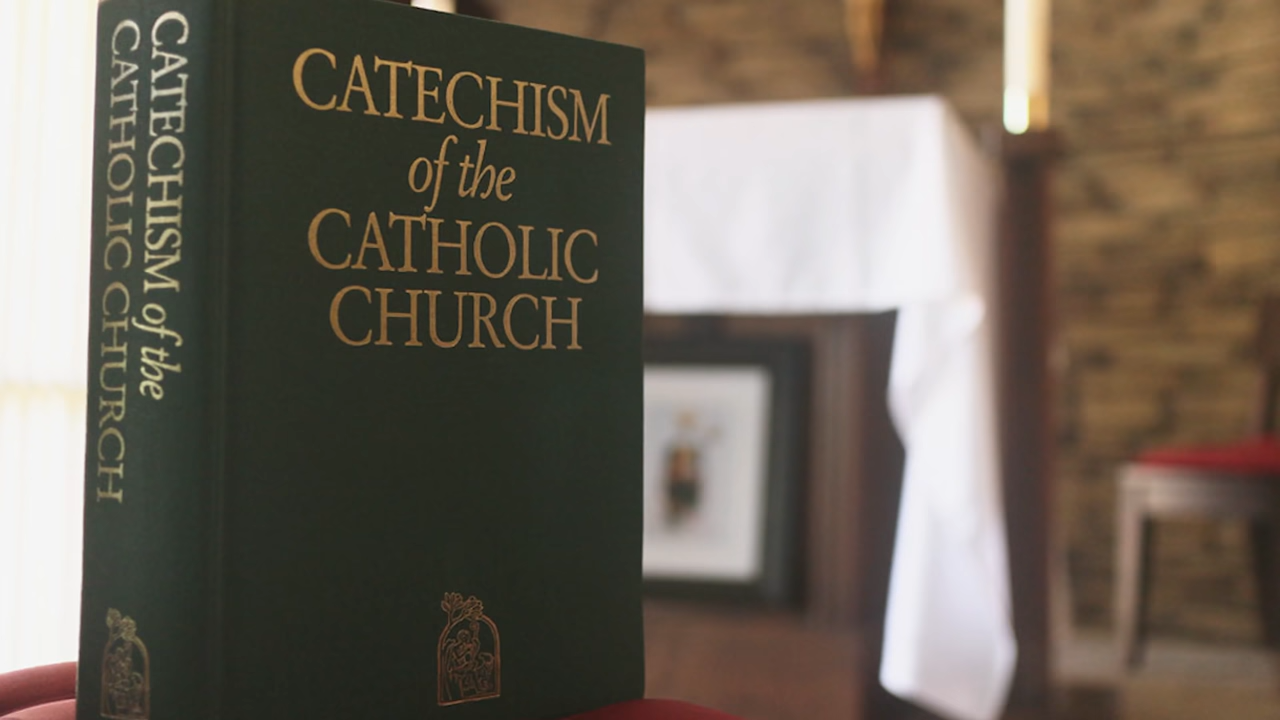 CATECHISM of the
CATHOLIC CHURCH
CATECHISM
of the
CATHOLIC
CHURCH